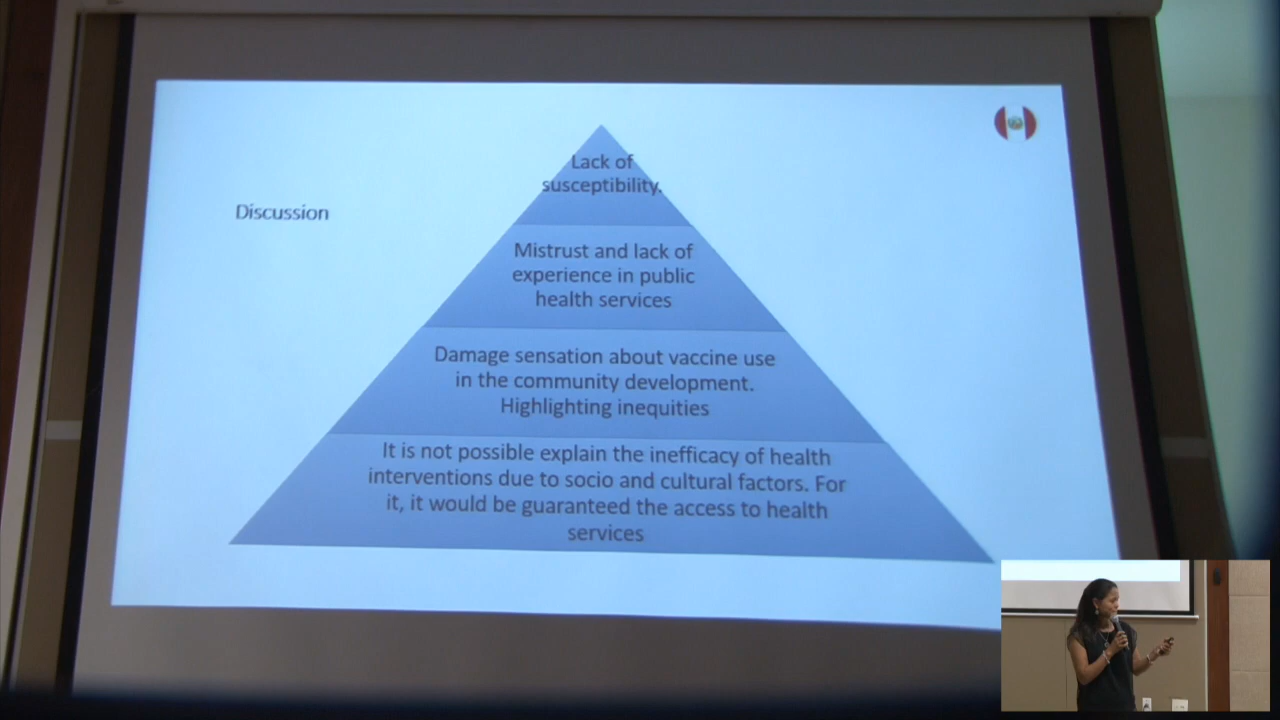 Discussion
Lack of
susceptibility.
Mistrust and lack of
experience in public
health services
Damage sensation about vaccine use
in the community development.
Highlighting inequities
It is not possible explain the inefficacy of health
interventions due to socio and cultural factors. For
it, it would be guaranteed the access to health
services